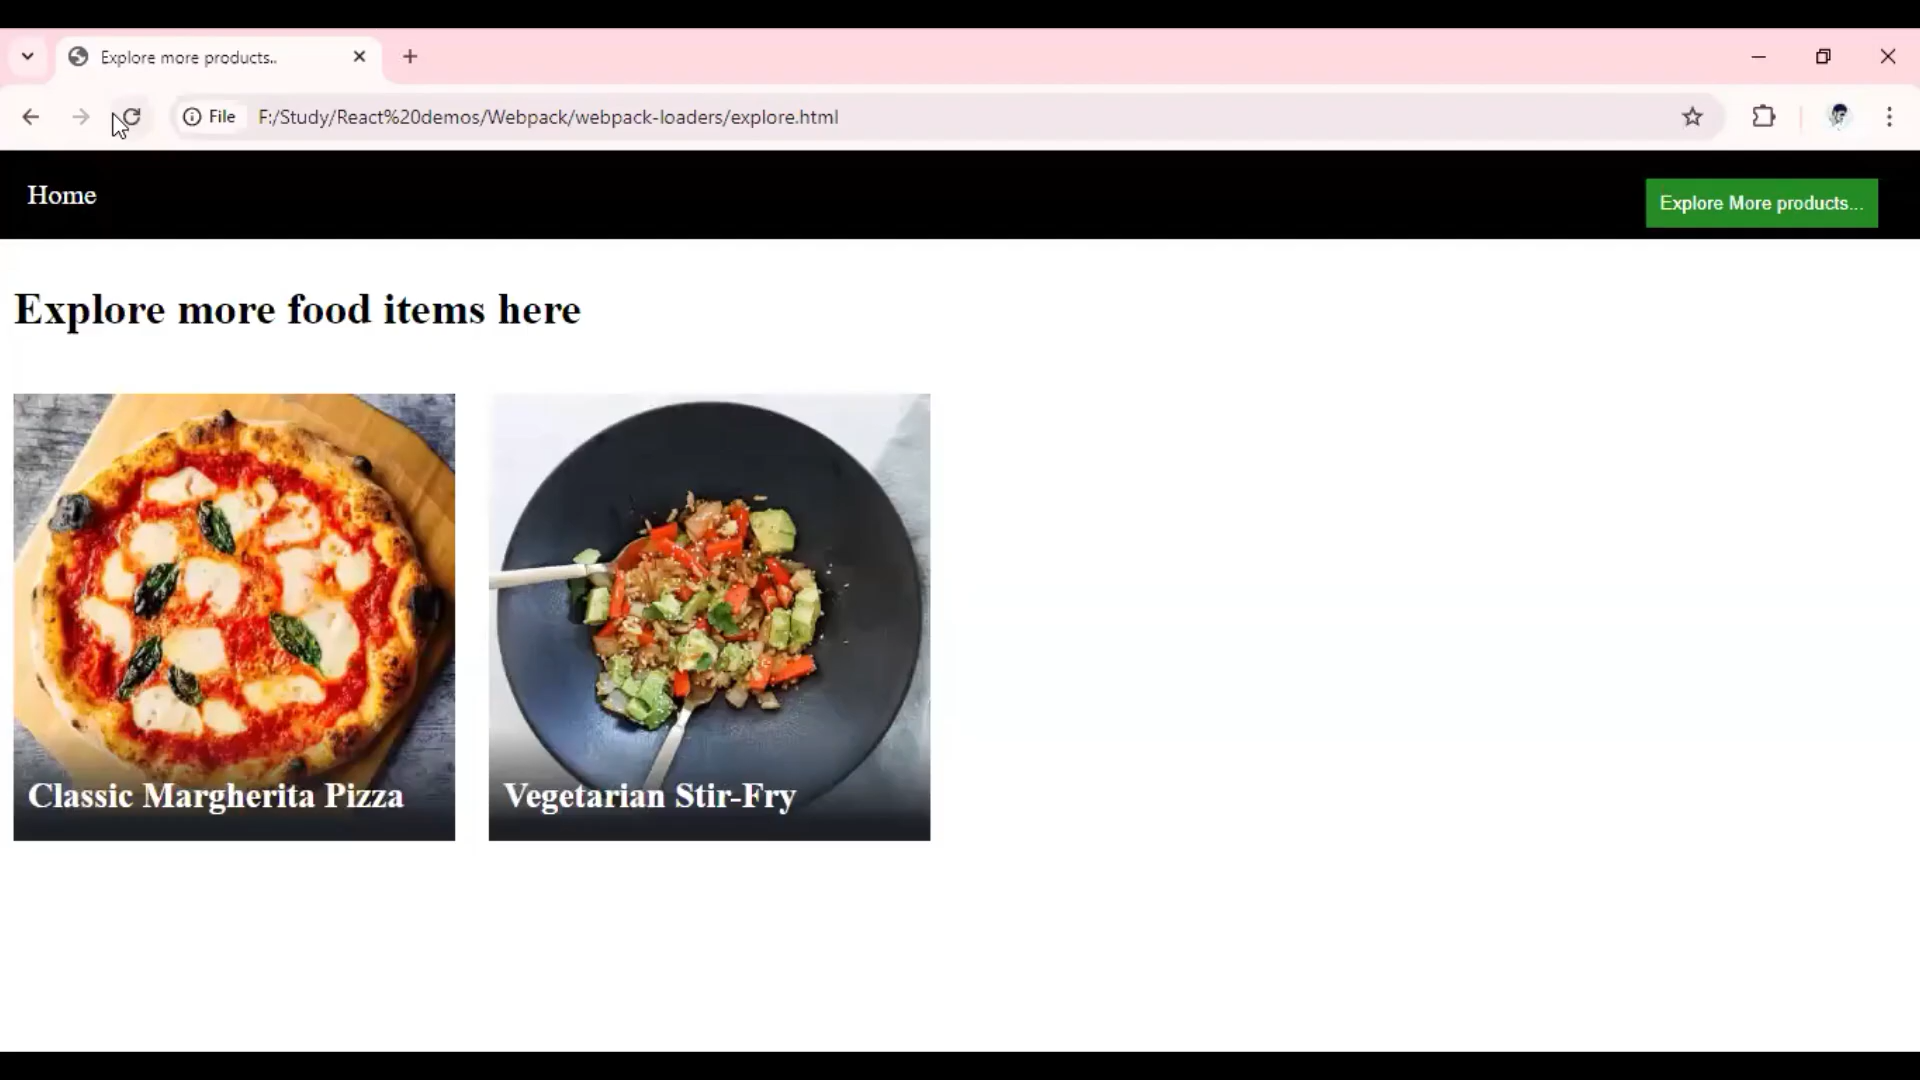 Explore more products..
File
F:/Study/React%20demos/Webpack/webpack-loaders/explore.html
Home
Explore More products...
Explore more food items here
Classic Margherita Pizza
Vegetarian Stir-Fry